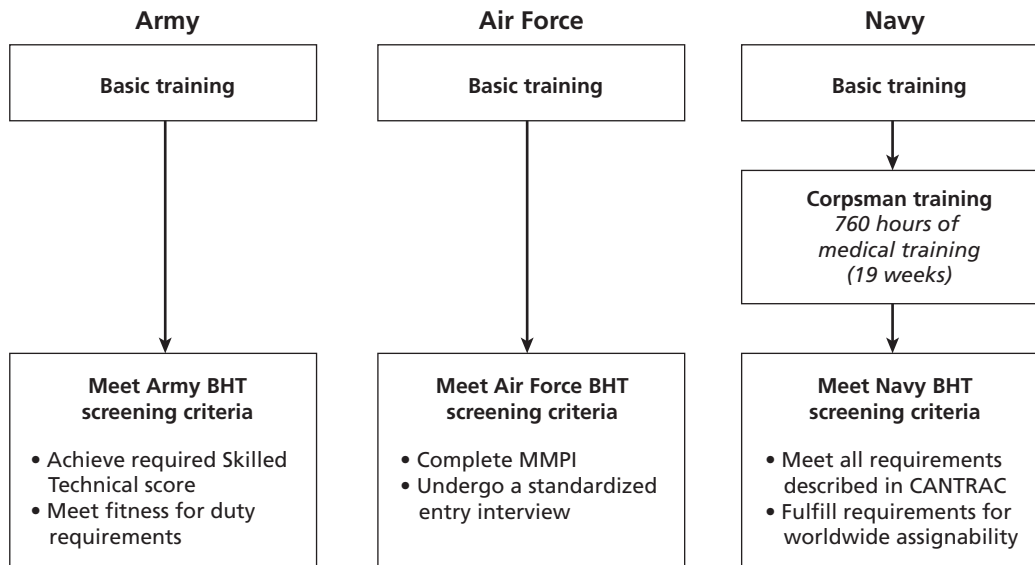 Army
Basic training
Meet Army BHT
screening criteria
• Achieve required Skilled
Technical score
• Meet fitness for duty
requirements
Air Force
Basic training
Meet Air Force BHT
screening criteria
• Complete MMPI
• Undergo a standardized
entry interview
Navy
Basic training
Corpsman training
760 hours of
medical training
(19 weeks)
Meet Navy BHT
screening criteria
• Meet all requirements
described in CANTRAC
• Fulfill requirements for
worldwide assignability